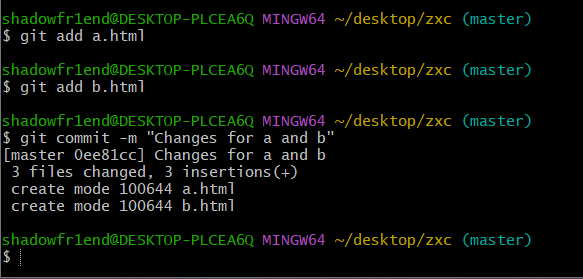 shadowfr1end@DESKTOP-PLCEA6Q MINGW64 ~/desktop/zxc (master)
$ git add a.html
shadowfr1end@DESKTOP-PLCEA6Q MINGW64 ~/desktop/zxc (master)
$ git add b.html
shadowfr1end@DESKTOP-PLCEA6Q MINGW64 ~/desktop/zxc (master)
$ git commit -m "Changes for a and b"
[master 0ee81cc] Changes for a and b
 3 files changed, 3 insertions(+)
 create mode 100644 a.html
 create mode 100644 b.html
shadowfr1end@DESKTOP-PLCEA6Q MINGW64 ~/desktop/zxc (master)
$